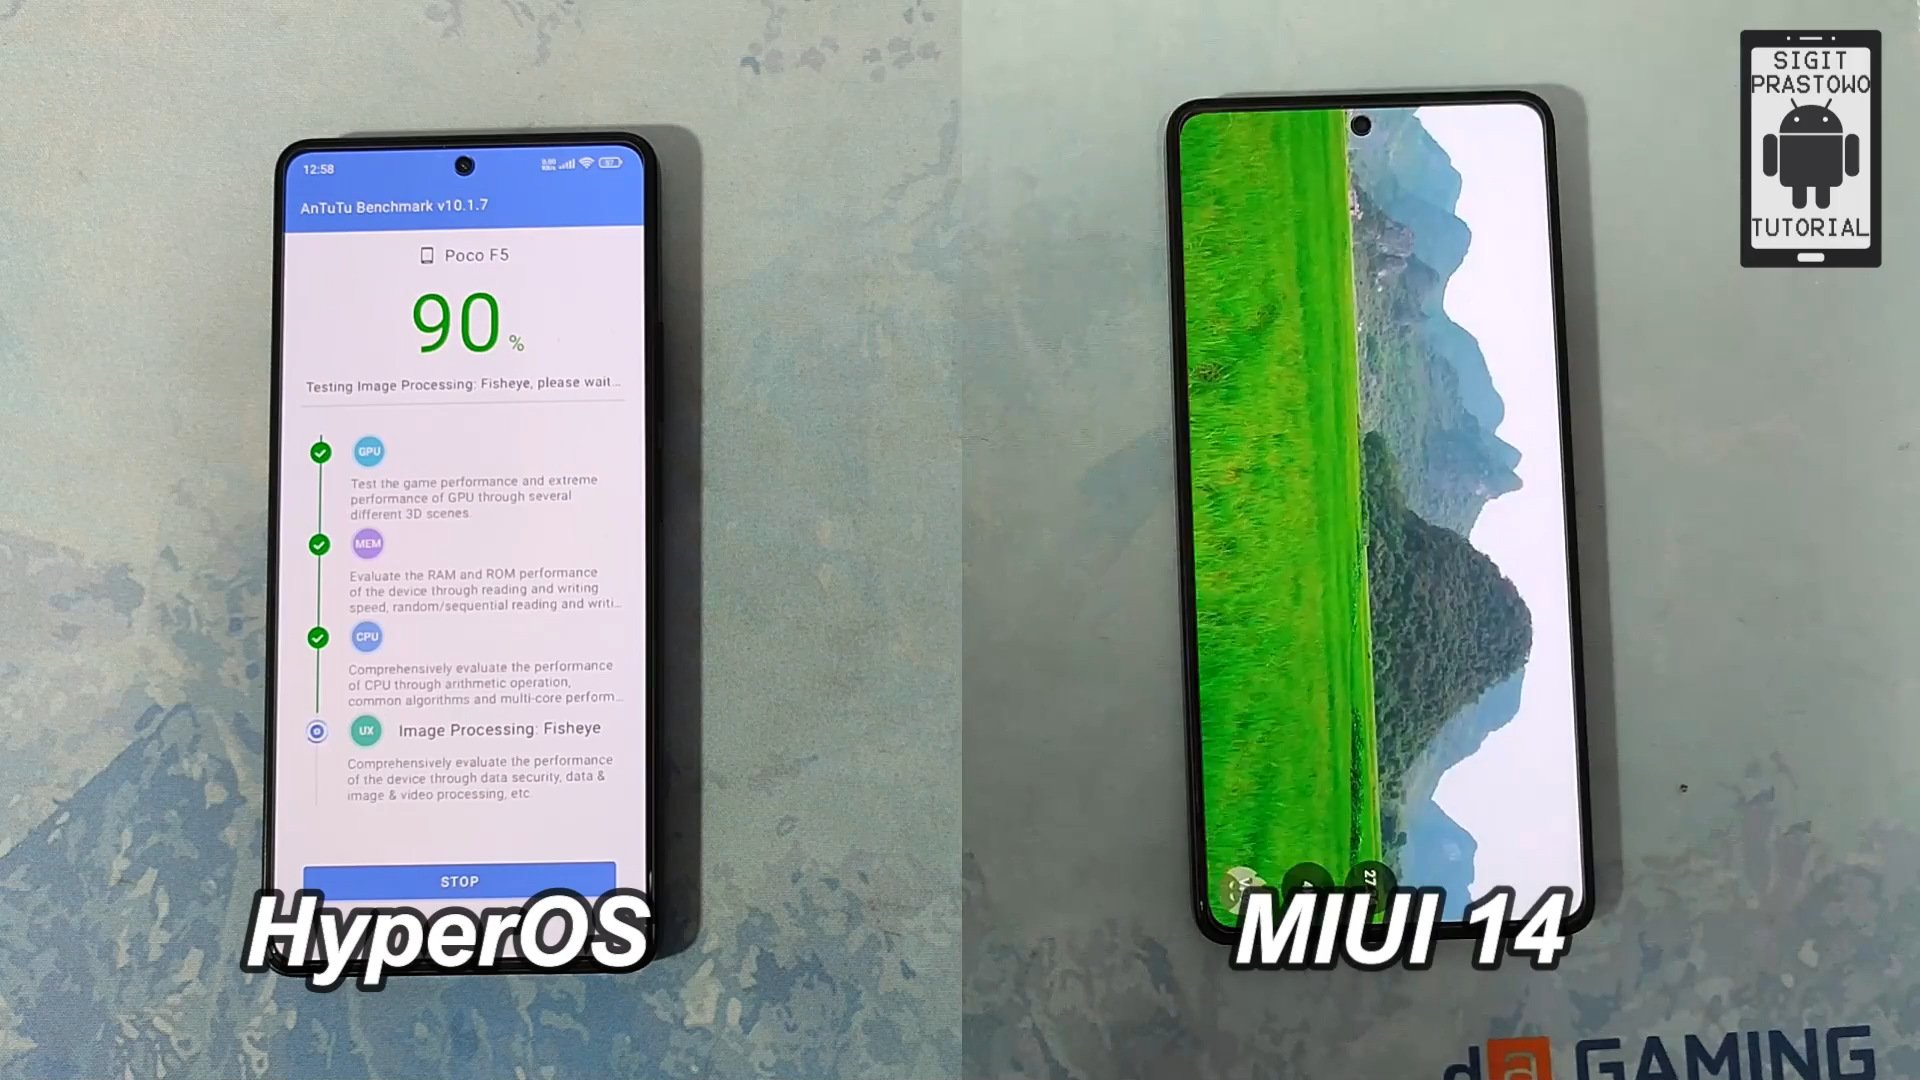 12:58
57
AnTuTu Benchmark v10.1.7
Poco F5
90 %
Testing Image Processing: Fisheye, please wait...
GPU
Test the game performance and extreme
performance of GPU through several
different 3D scenes.
MEM
Evaluate the RAM and ROM performance
of the device through reading and writing
speed, random/sequential reading and writi...
CPU
Comprehensively evaluate the performance
of CPU through arithmetic operation,
common algorithms and multi-core perform...
UX Image Processing: Fisheye
Comprehensively evaluate the performance
of the device through data security, data &
image & video processing, etc.
STOP
HyperOS
SIGIT
PRASTOWO
TUTORIAL
MIUI 14
da GAMING